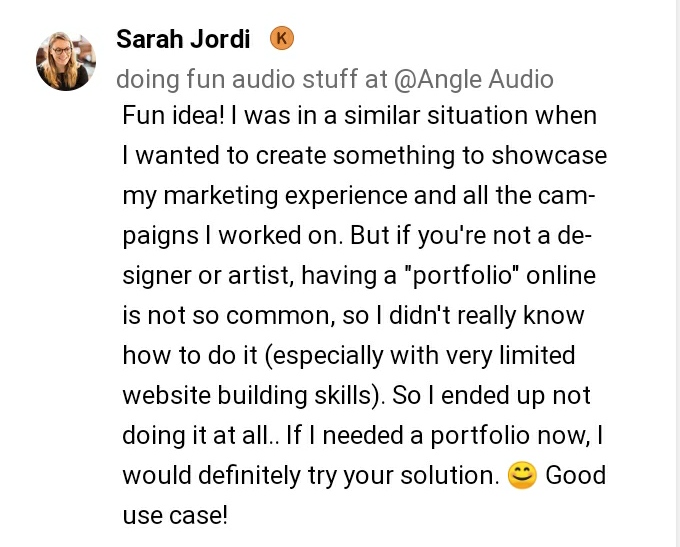 Sarah Jordi K
doing fun audio stuff at @Angle Audio
Fun idea! I was in a similar situation when
I wanted to create something to showcase
my marketing experience and all the cam-
paigns I worked on. But if you're not a de-
signer or artist, having a "portfolio" online
is not so common, so I didn't really know
how to do it (especially with very limited
website building skills). So I ended up not
doing it at all.. If I needed a portfolio now, I
would definitely try your solution. 😊 Good
use case!